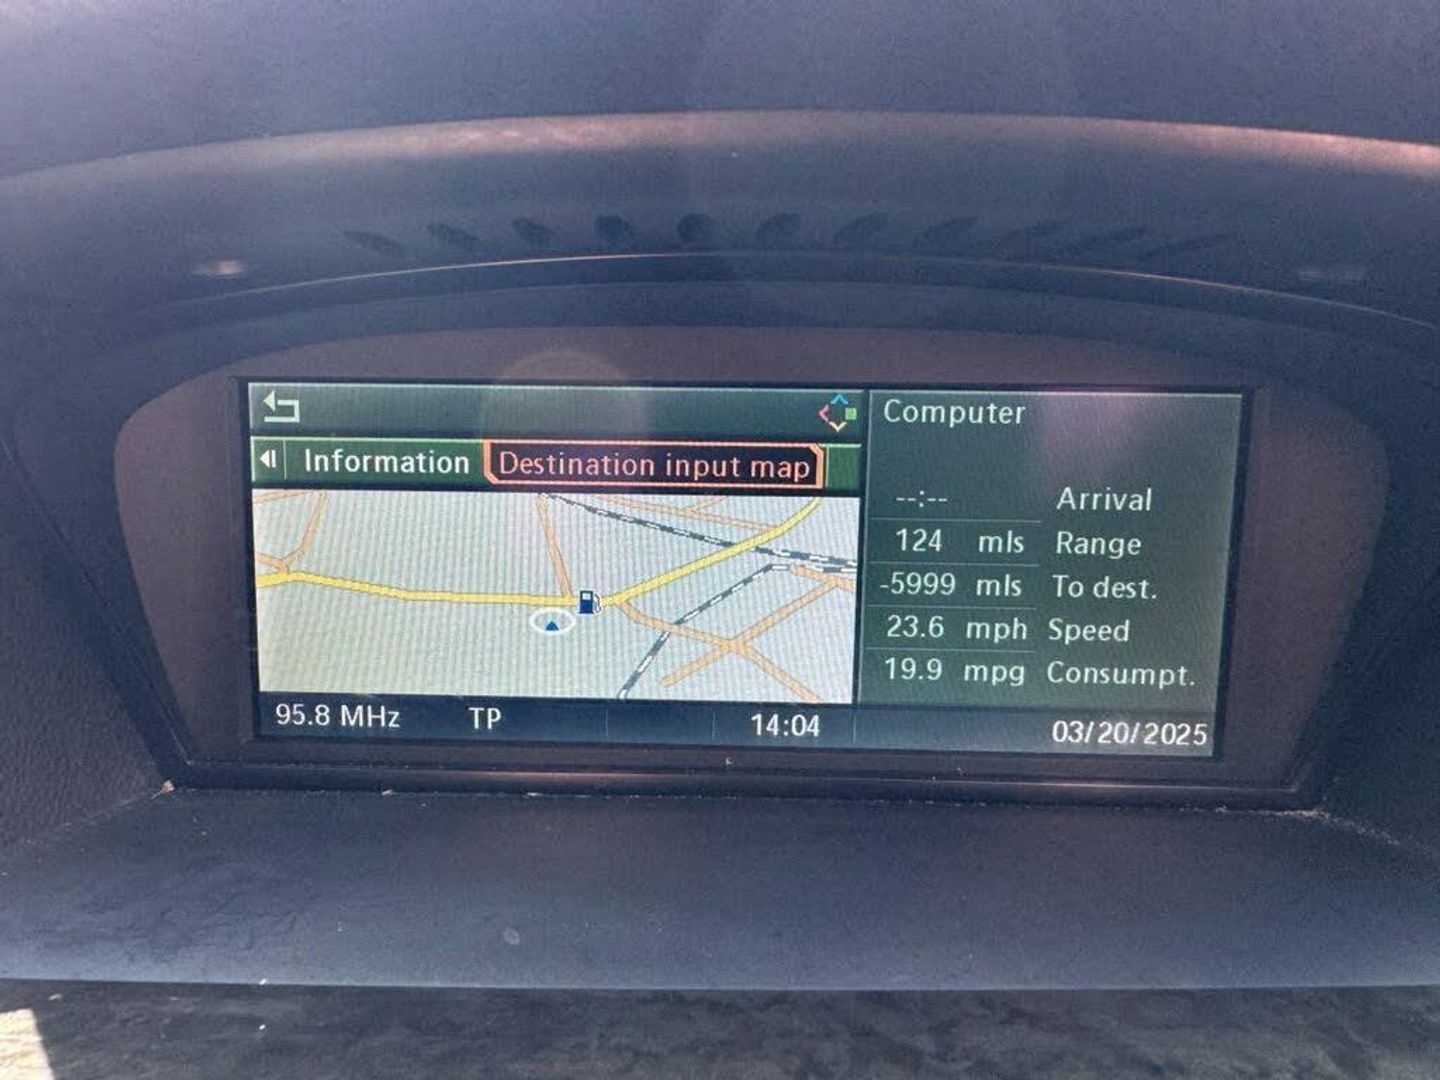 Computer
Information Destination input map
--:-- Arrival
124 mls Range
-5999 mls To dest.
23.6 mph Speed
19.9 mpg Consumpt.
95.8 MHz TP 14:04 03/20/2025